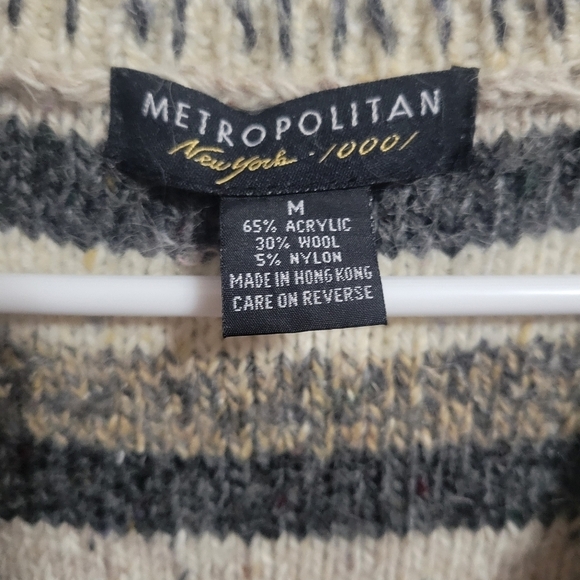 METROPOLITAN
New York · 10001
M
65% ACRYLIC
30% WOOL
5% NYLON
MADE IN HONG KONG
CARE ON REVERSE